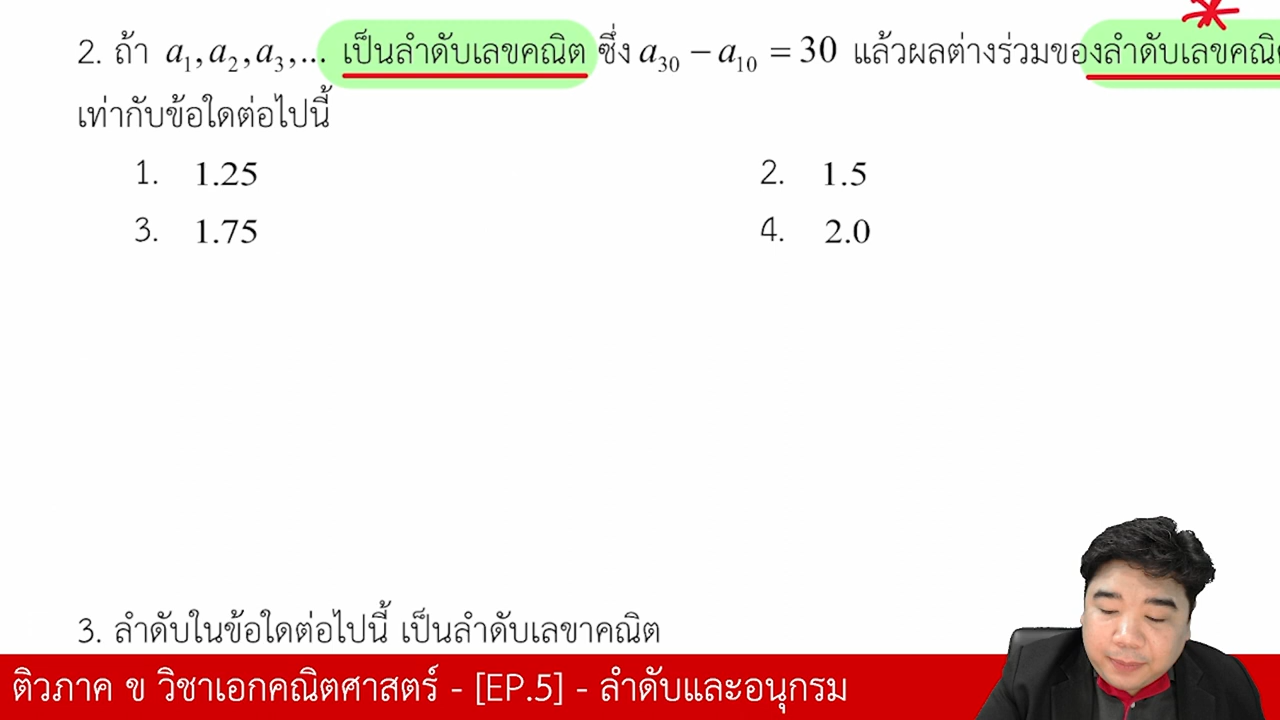 2. ถ้า a₁,a₂,a₃,... เป็นลำดับเลขคณิต ซึ่ง a₃₀ − a₁₀ = 30 แล้วผลต่างร่วมของลำดับเลขคณิ
เท่ากับข้อใดต่อไปนี้
1. 1.25 2. 1.5
3. 1.75 4. 2.0
3. ลำดับในข้อใดต่อไปนี้ เป็นลำดับเลขาคณิต
ติวภาค ข วิชาเอกคณิตศาสตร์ - [EP.5] - ลำดับและอนุกรม